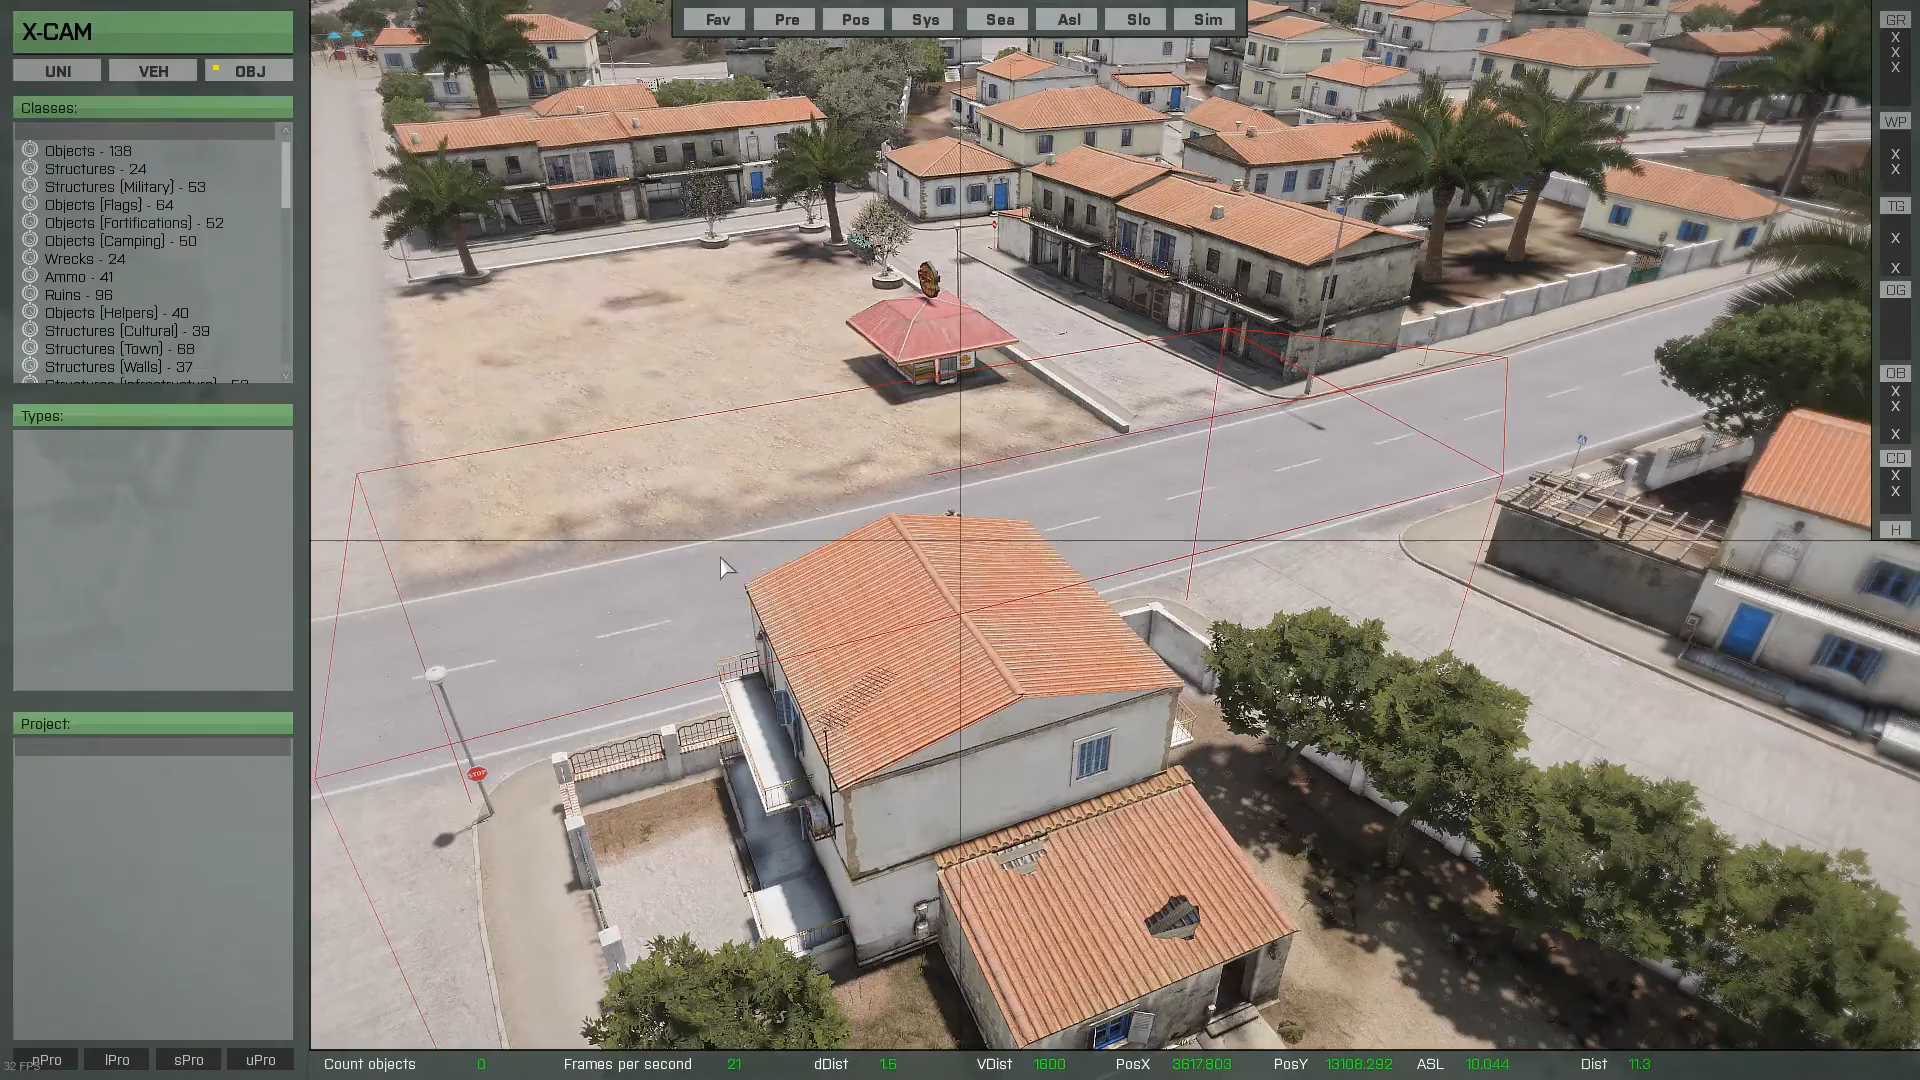 X-CAM
UNI VEH OBJ
Classes:
Objects - 138
Structures - 24
Structures (Military) - 53
Objects (Flags) - 64
Objects (Fortifications) - 52
Objects (Camping) - 50
Wrecks - 24
Ammo - 41
Ruins - 96
Objects (Helpers) - 40
Structures (Cultural) - 39
Structures (Town) - 68
Structures (Walls) - 37
Types:
Project:
nPro lPro sPro uPro
32 FPS
Fav Pre Pos Sys Sea Asl Slo Sim
GR
X
X
X
WP
X
X
TG
X
X
OG
OB
X
X
X
CD
X
X
H
STOP
Count objects 0 Frames per second 21 dDist 1.5 VDist 1600 PosX 3617.803 PosY 13108.292 ASL 10.044 Dist 11.3